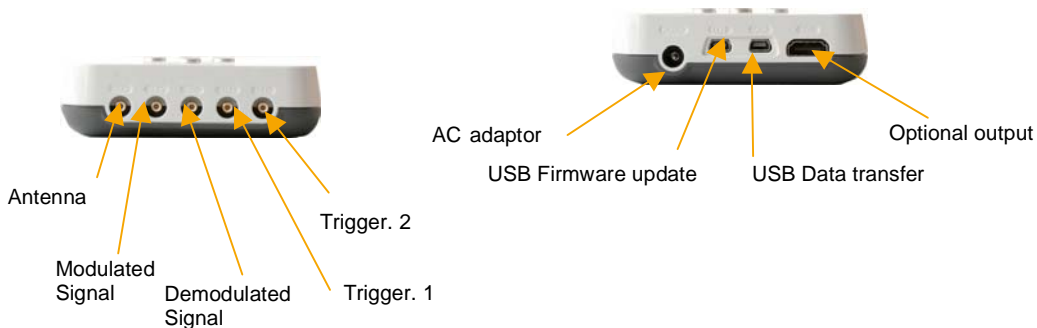 Antenna
Modulated
Signal
Demodulated
Signal
Trigger. 1
Trigger. 2
AC adaptor
USB Firmware update
USB Data transfer
Optional output